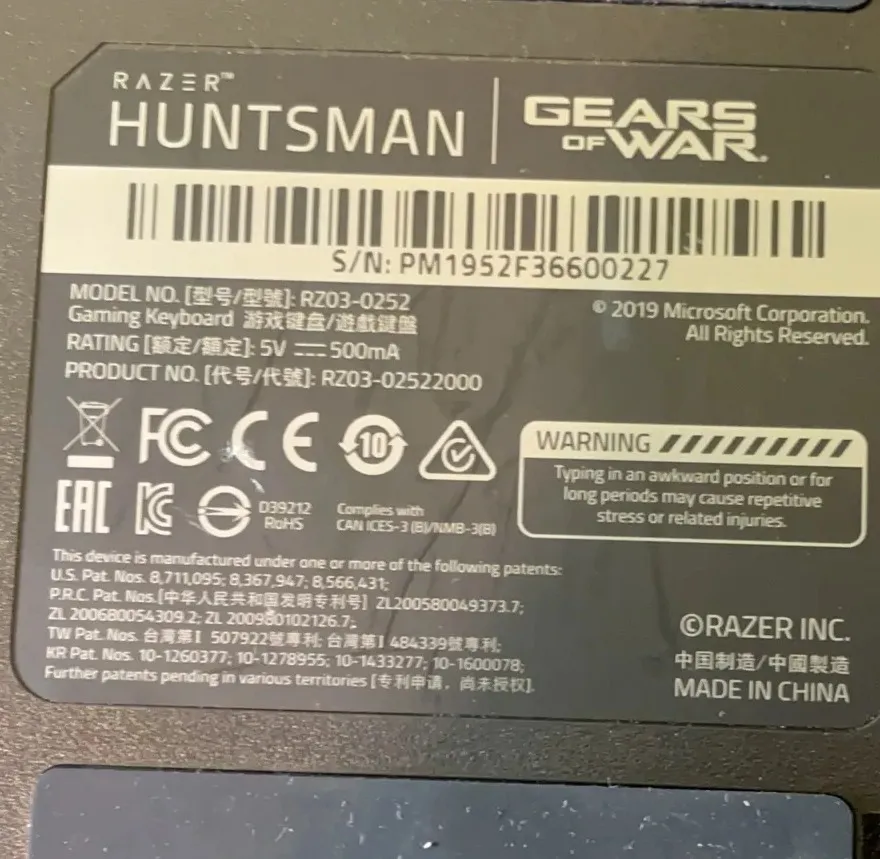 RAZER™
HUNTSMAN
GEARS
OF WAR.
S/N: PM1952F36600227
MODEL NO. [型号/型號]: RZ03-0252
Gaming Keyboard 游戏键盘/遊戲鍵盤
RATING [额定/額定]: 5V ⎓ 500mA
PRODUCT NO. [代号/代號]: RZ03-02522000
© 2019 Microsoft Corporation.
All Rights Reserved.
FC CE 10
EAC KC D39212
RoHS
Complies with
CAN ICES-3 (B)/NMB-3(B)
WARNING
Typing in an awkward position or for
long periods may cause repetitive
stress or related injuries.
This device is manufactured under one or more of the following patents:
U.S. Pat. Nos. 8,711,095; 8,367,947; 8,566,431;
P.R.C. Pat. Nos.[中华人民共和国发明专利号] ZL200580049373.7;
ZL 200680054309.2; ZL 200980102126.7;
TW Pat. Nos. 台灣第I 507922號專利; 台灣第I 484339號專利;
KR Pat. Nos. 10-1260377; 10-1278955; 10-1433277; 10-1600078;
Further patents pending in various territories [专利申请，尚未授权].
©RAZER INC.
中国制造/中國製造
MADE IN CHINA